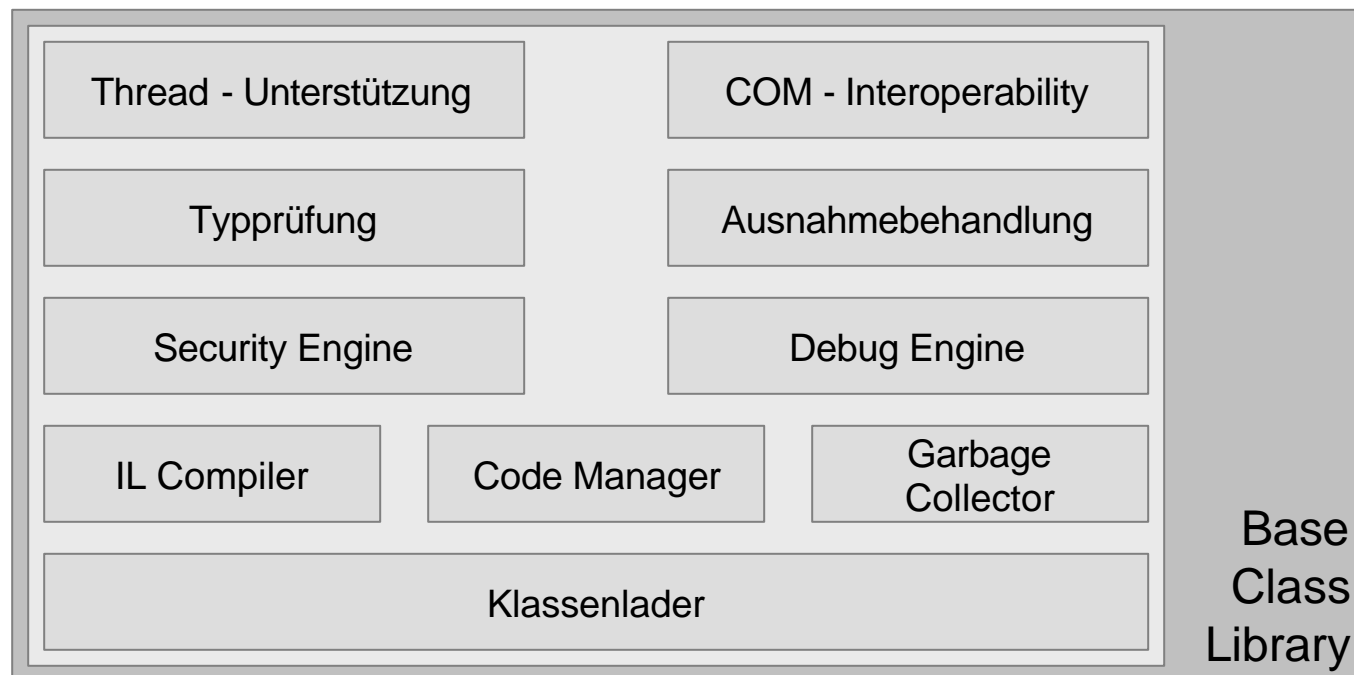 Thread - Unterstützung
COM - Interoperability
Typprüfung
Ausnahmebehandlung
Security Engine
Debug Engine
IL Compiler
Code Manager
Garbage
Collector
Klassenlader
Base
Class
Library